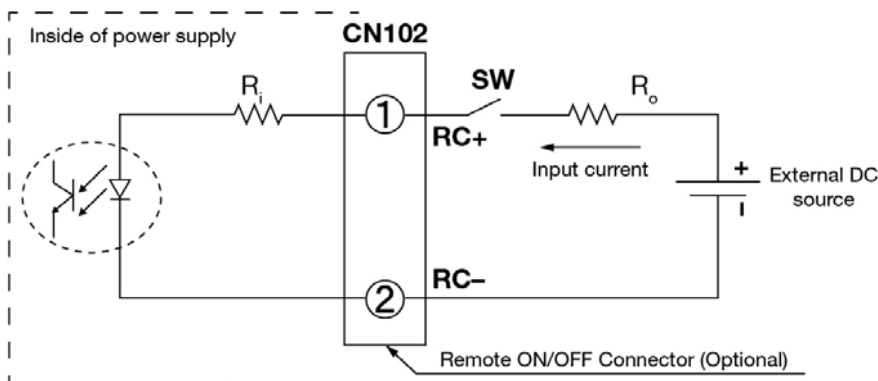 Inside of power supply
CN102
Ri
1
SW
Ro
RC+
Input current
+
External DC
source
2
RC–
Remote ON/OFF Connector (Optional)